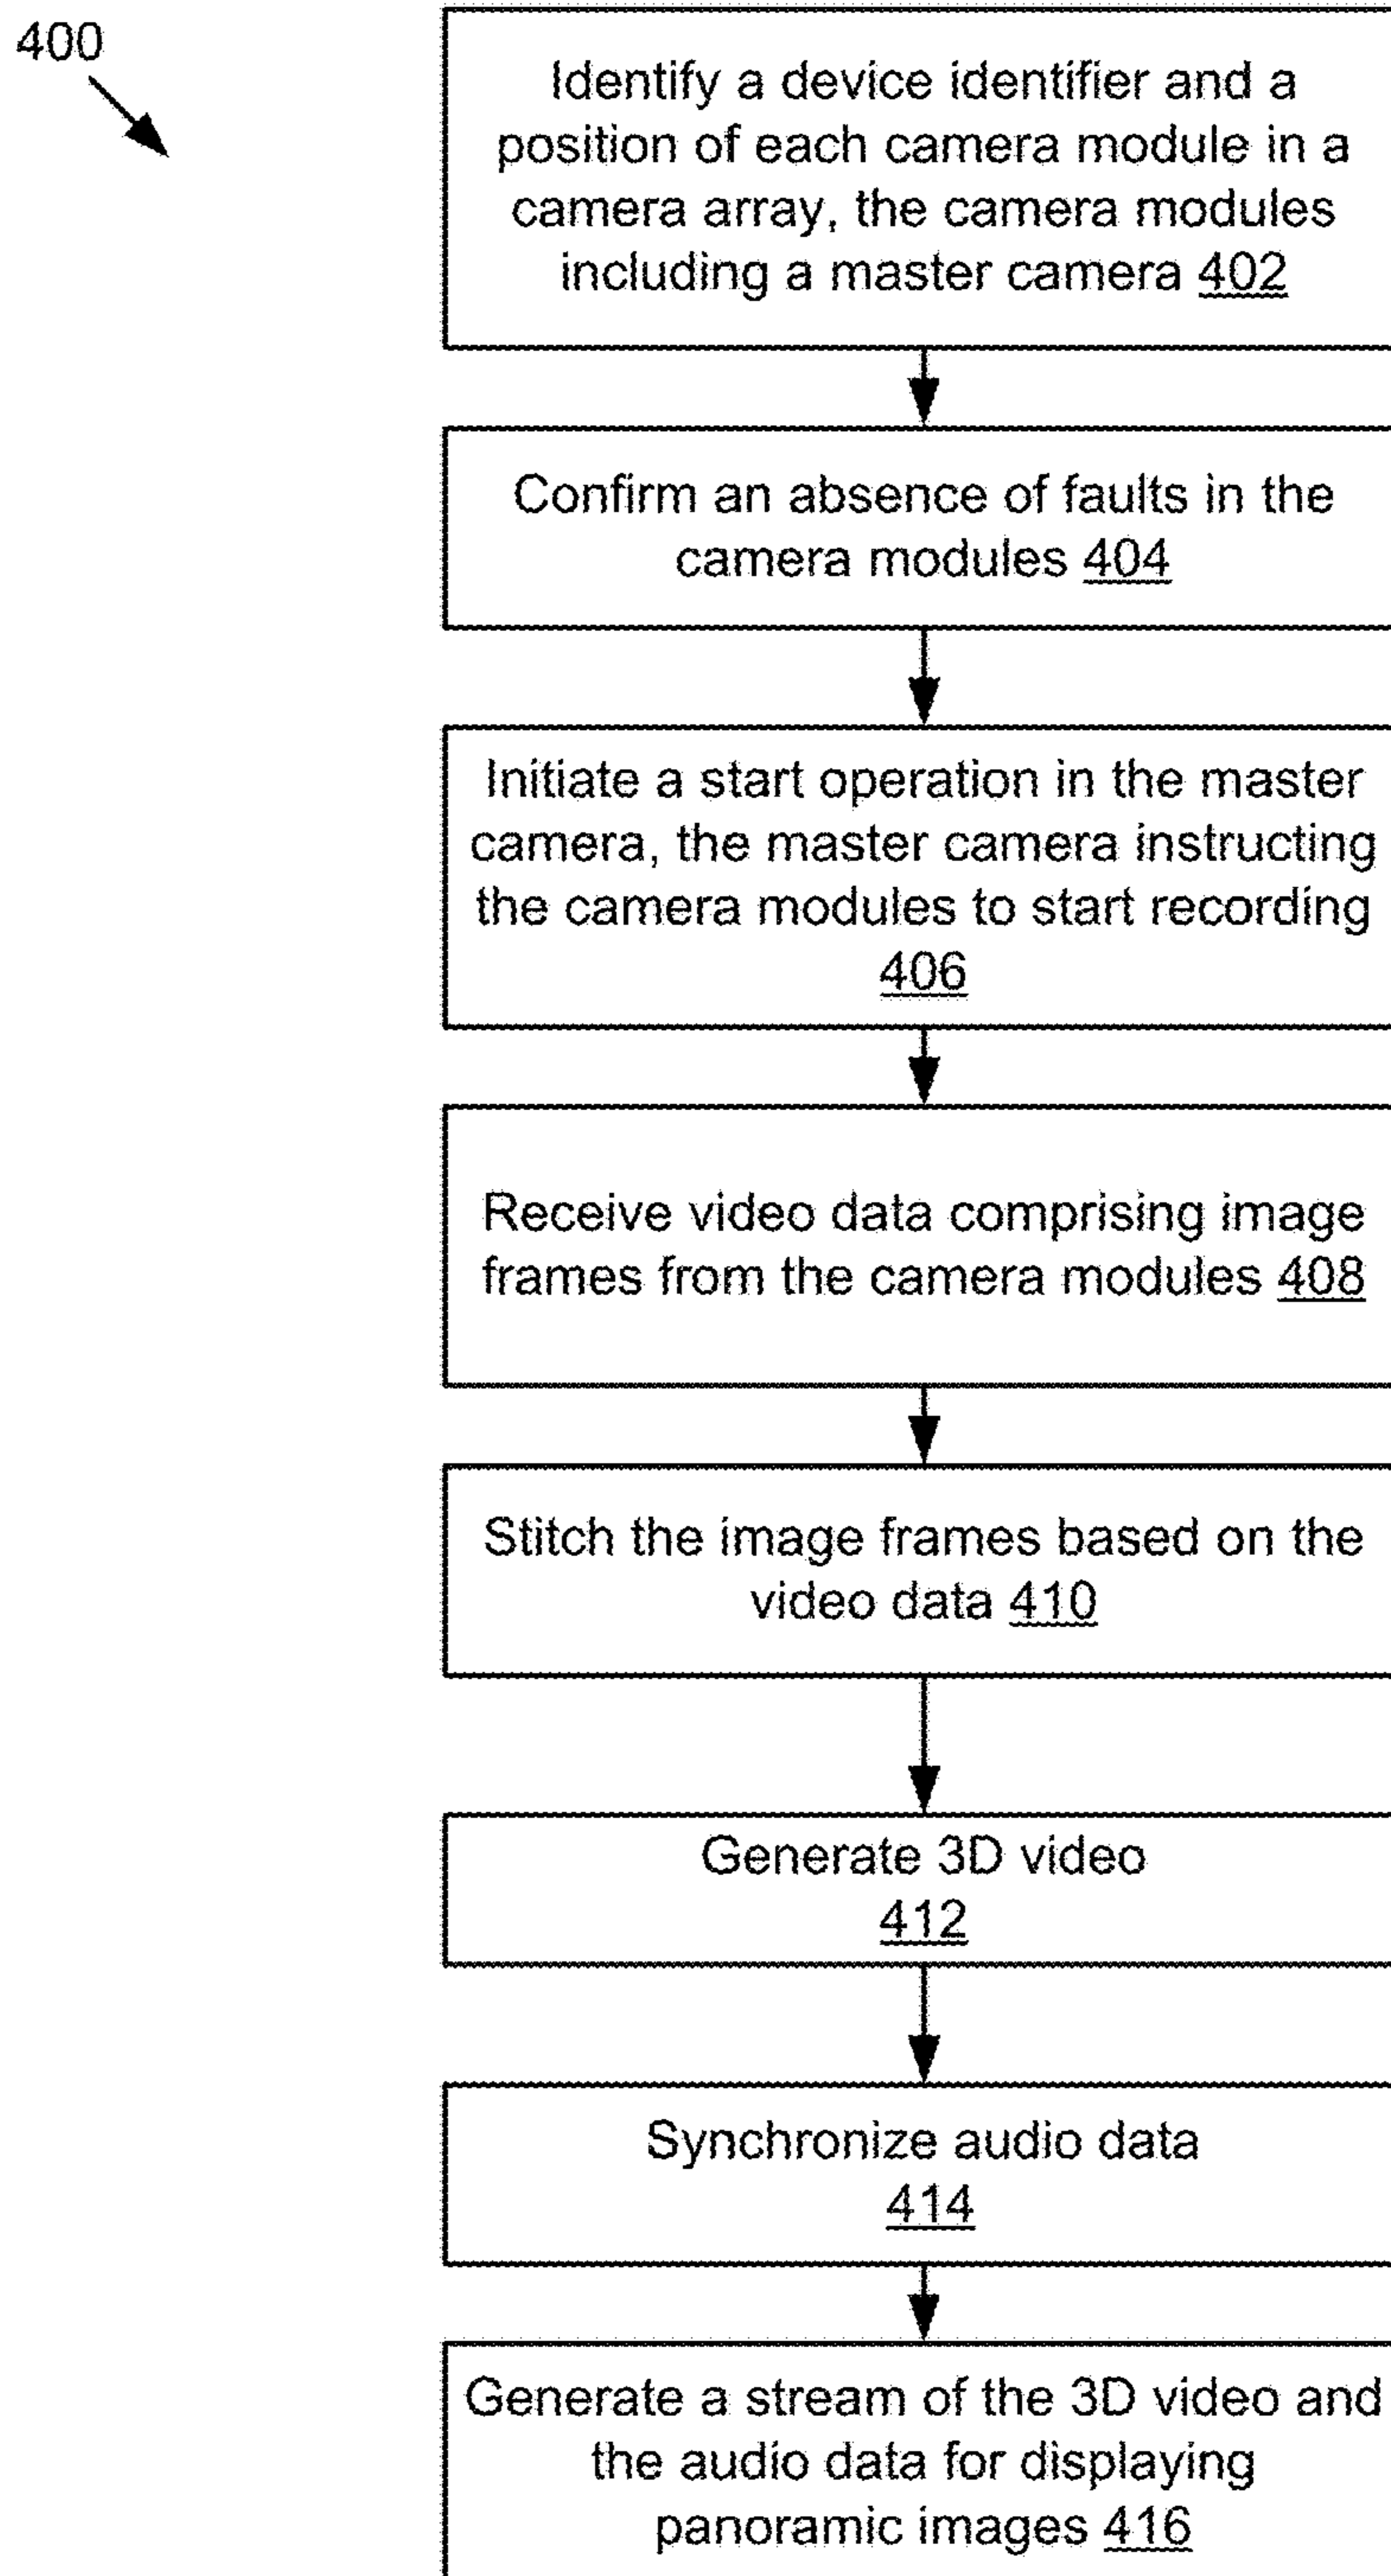 400
Identify a device identifier and a
position of each camera module in a
camera array, the camera modules
including a master camera 402
Confirm an absence of faults in the
camera modules 404
Initiate a start operation in the master
camera, the master camera instructing
the camera modules to start recording
406
Receive video data comprising image
frames from the camera modules 408
Stitch the image frames based on the
video data 410
Generate 3D video
412
Synchronize audio data
414
Generate a stream of the 3D video and
the audio data for displaying
panoramic images 416